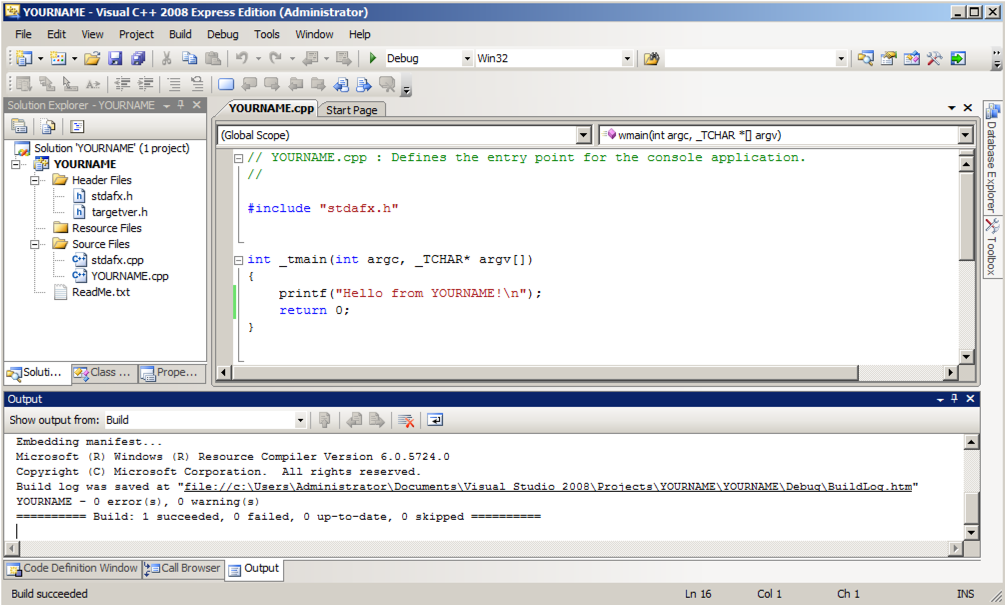 YOURNAME - Visual C++ 2008 Express Edition (Administrator)
File Edit View Project Build Debug Tools Window Help
Debug Win32
Solution Explorer - YOURNAME
YOURNAME.cpp Start Page
(Global Scope) wmain(int argc, _TCHAR *[] argv)
Solution 'YOURNAME' (1 project)
YOURNAME
Header Files
stdafx.h
targetver.h
Resource Files
Source Files
stdafx.cpp
YOURNAME.cpp
ReadMe.txt
Soluti... Class ... Prope...
// YOURNAME.cpp : Defines the entry point for the console application.
//
#include "stdafx.h"
int _tmain(int argc, _TCHAR* argv[])
{
printf("Hello from YOURNAME!\n");
return 0;
}
Database Explorer
Toolbox
Output
Show output from: Build
Embedding manifest...
Microsoft (R) Windows (R) Resource Compiler Version 6.0.5724.0
Copyright (C) Microsoft Corporation.  All rights reserved.
Build log was saved at "file://c:\Users\Administrator\Documents\Visual Studio 2008\Projects\YOURNAME\YOURNAME\Debug\BuildLog.htm"
YOURNAME - 0 error(s), 0 warning(s)
========== Build: 1 succeeded, 0 failed, 0 up-to-date, 0 skipped ==========
Code Definition Window Call Browser Output
Build succeeded Ln 16 Col 1 Ch 1 INS